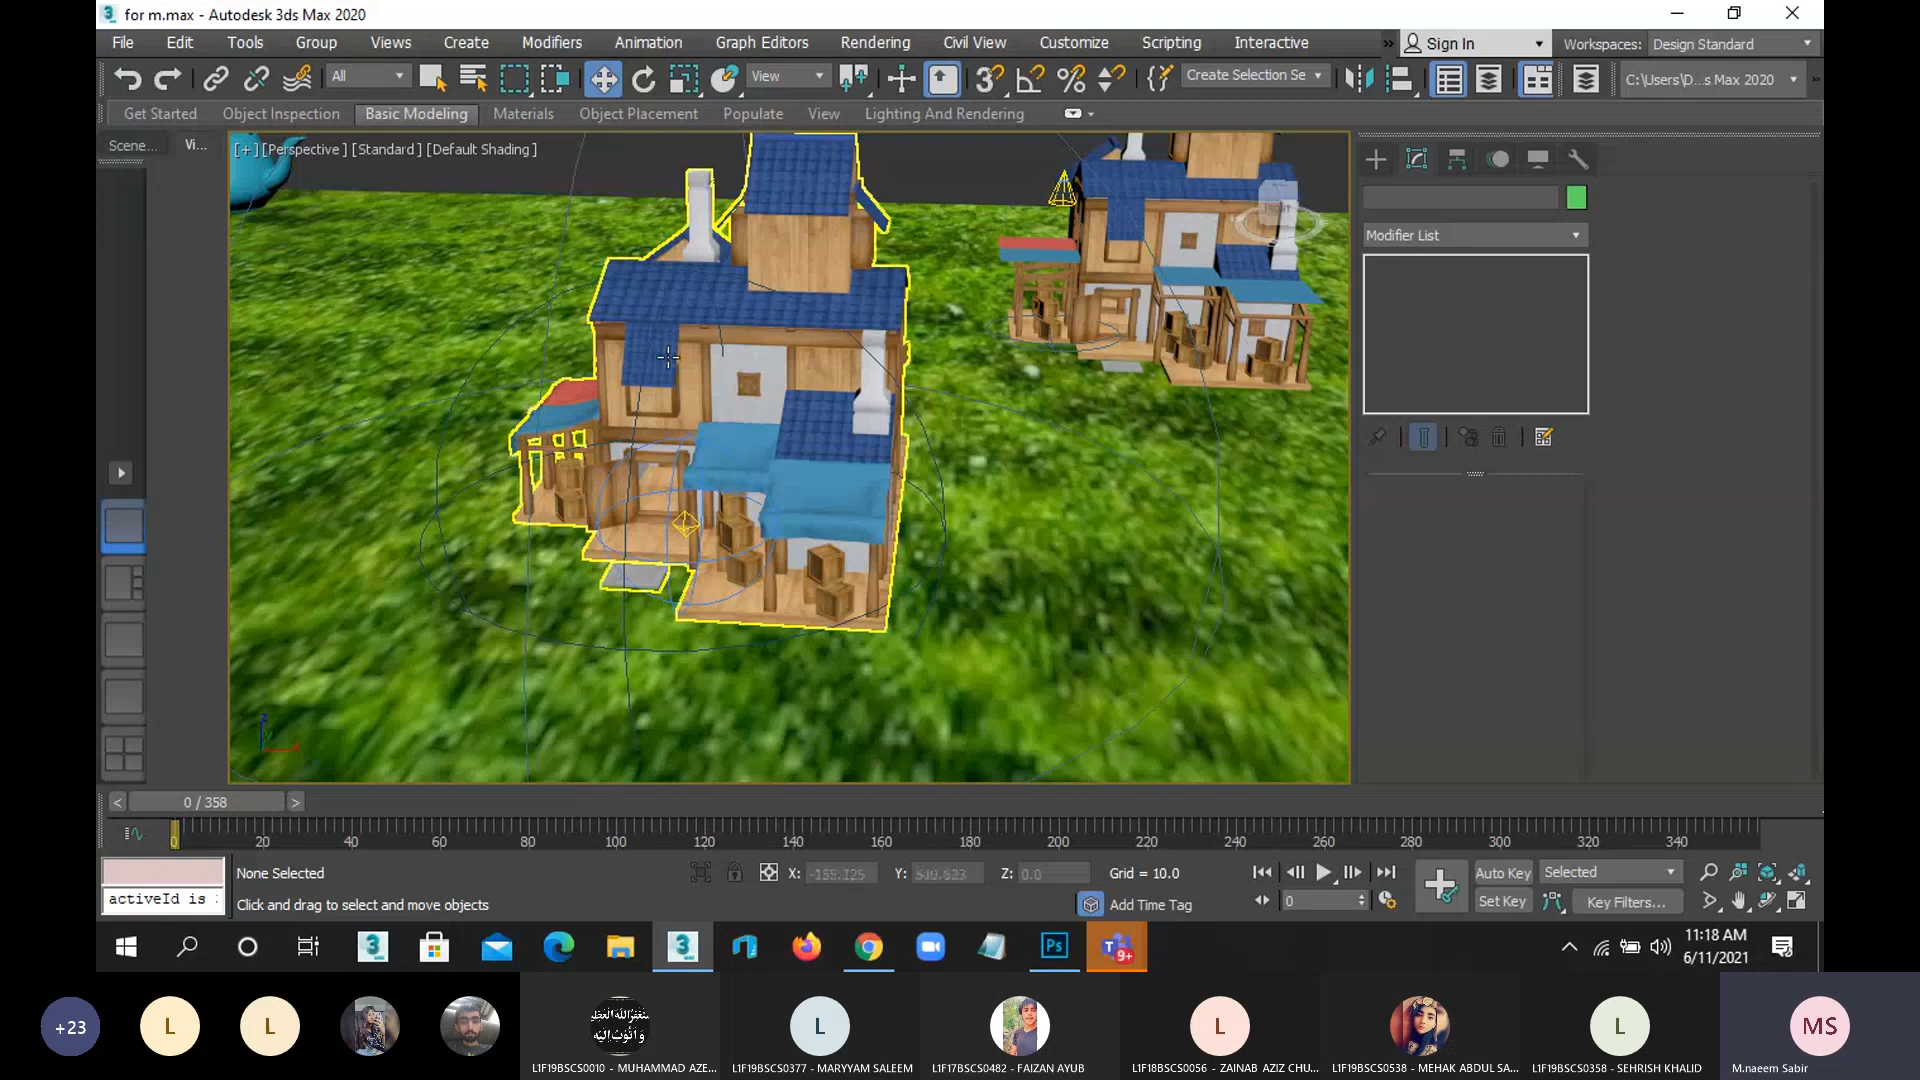 for m.max - Autodesk 3ds Max 2020
File Edit Tools Group Views Create Modifiers Animation Graph Editors Rendering Civil View Customize Scripting Interactive
Sign In
Workspaces: Design Standard
All
View
Create Selection Se
C:\Users\D...s Max 2020
Get Started Object Inspection Basic Modeling Materials Object Placement Populate View Lighting And Rendering
Scene... Vi...
[+] [Perspective ] [Standard ] [Default Shading ]
FRONT
Modifier List
0 / 358
0 20 40 60 80 100 120 140 160 180 200 220 240 260 280 300 320 340
None Selected
X: -155.125 Y: Z: 0.0 Grid = 10.0
Auto Key Selected
activeId is
Click and drag to select and move objects
Add Time Tag
0
Set Key Key Filters...
11:18 AM
6/11/2021
Ps
9+
+23
L
L
L
L
L
MS
L1F19BSCS0010 - MUHAMMAD AZE...
L1F19BSCS0377 - MARYYAM SALEEM
L1F17BSCS0482 - FAIZAN AYUB
L1F18BSCS0056 - ZAINAB AZIZ CHU...
L1F19BSCS0538 - MEHAK ABDUL SA...
L1F19BSCS0358 - SEHRISH KHALID
M.naeem Sabir